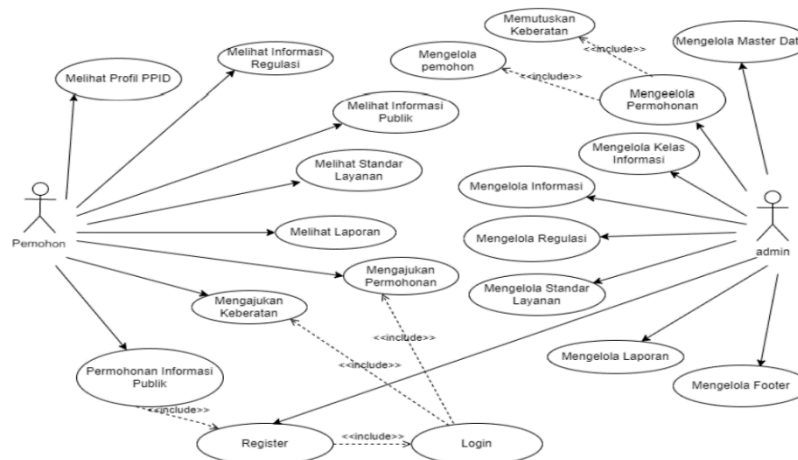 Memutuskan
Keberatan
Mengelola Master Dat
Melihat Informasi
Regulasi
Mengelola
pemohon
<<include>>
<<include>>
Melihat Profil PPID
Mengeelola
Permohonan
Melihat Informasi
Publik
Mengelola Kelas
Informasi
Melihat Standar
Layanan
Mengelola Informasi
Pemohon
Melihat Laporan
Mengelola Regulasi
admin
Mengajukan
Permohonan
Mengajukan
Keberatan
Mengelola Standar
Layanan
<<include>>
Mengelola Laporan
Permohonan Informasi
Publik
<<include>>
Mengelola Footer
<<include>>
Register
<<include>>
Login